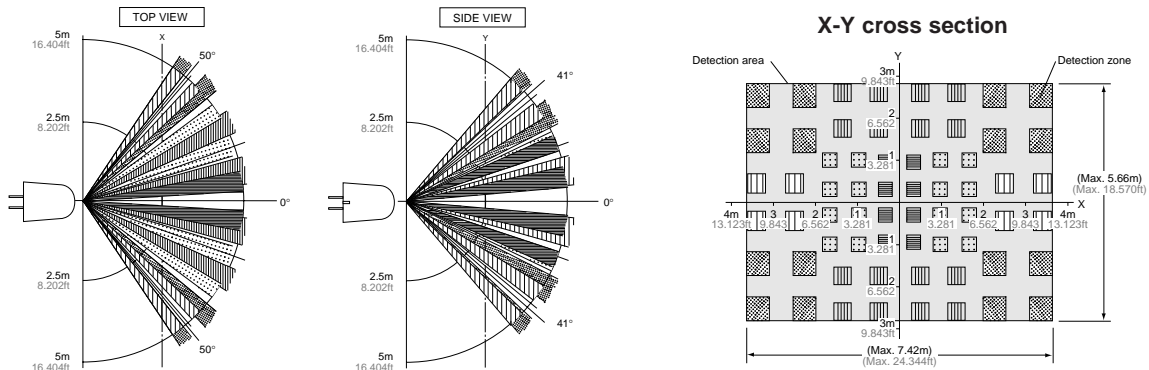 TOP VIEW
5m
16.404ft
X
50°
2.5m
8.202ft
0°
2.5m
8.202ft
50°
5m
16.404ft
SIDE VIEW
5m
16.404ft
Y
41°
2.5m
8.202ft
0°
2.5m
8.202ft
41°
5m
16.404ft
X-Y cross section
Y
Detection area
3m
9.843ft
Detection zone
2
6.562
1
3.281
(Max. 5.66m)
(Max. 18.570ft)
4m 3 2 1 1 2 3 4m X
13.123ft 9.843 6.562 3.281 3.281 6.562 9.843 13.123ft
1
3.281
2
6.562
3m
9.843ft
(Max. 7.42m)
(Max. 24.344ft)